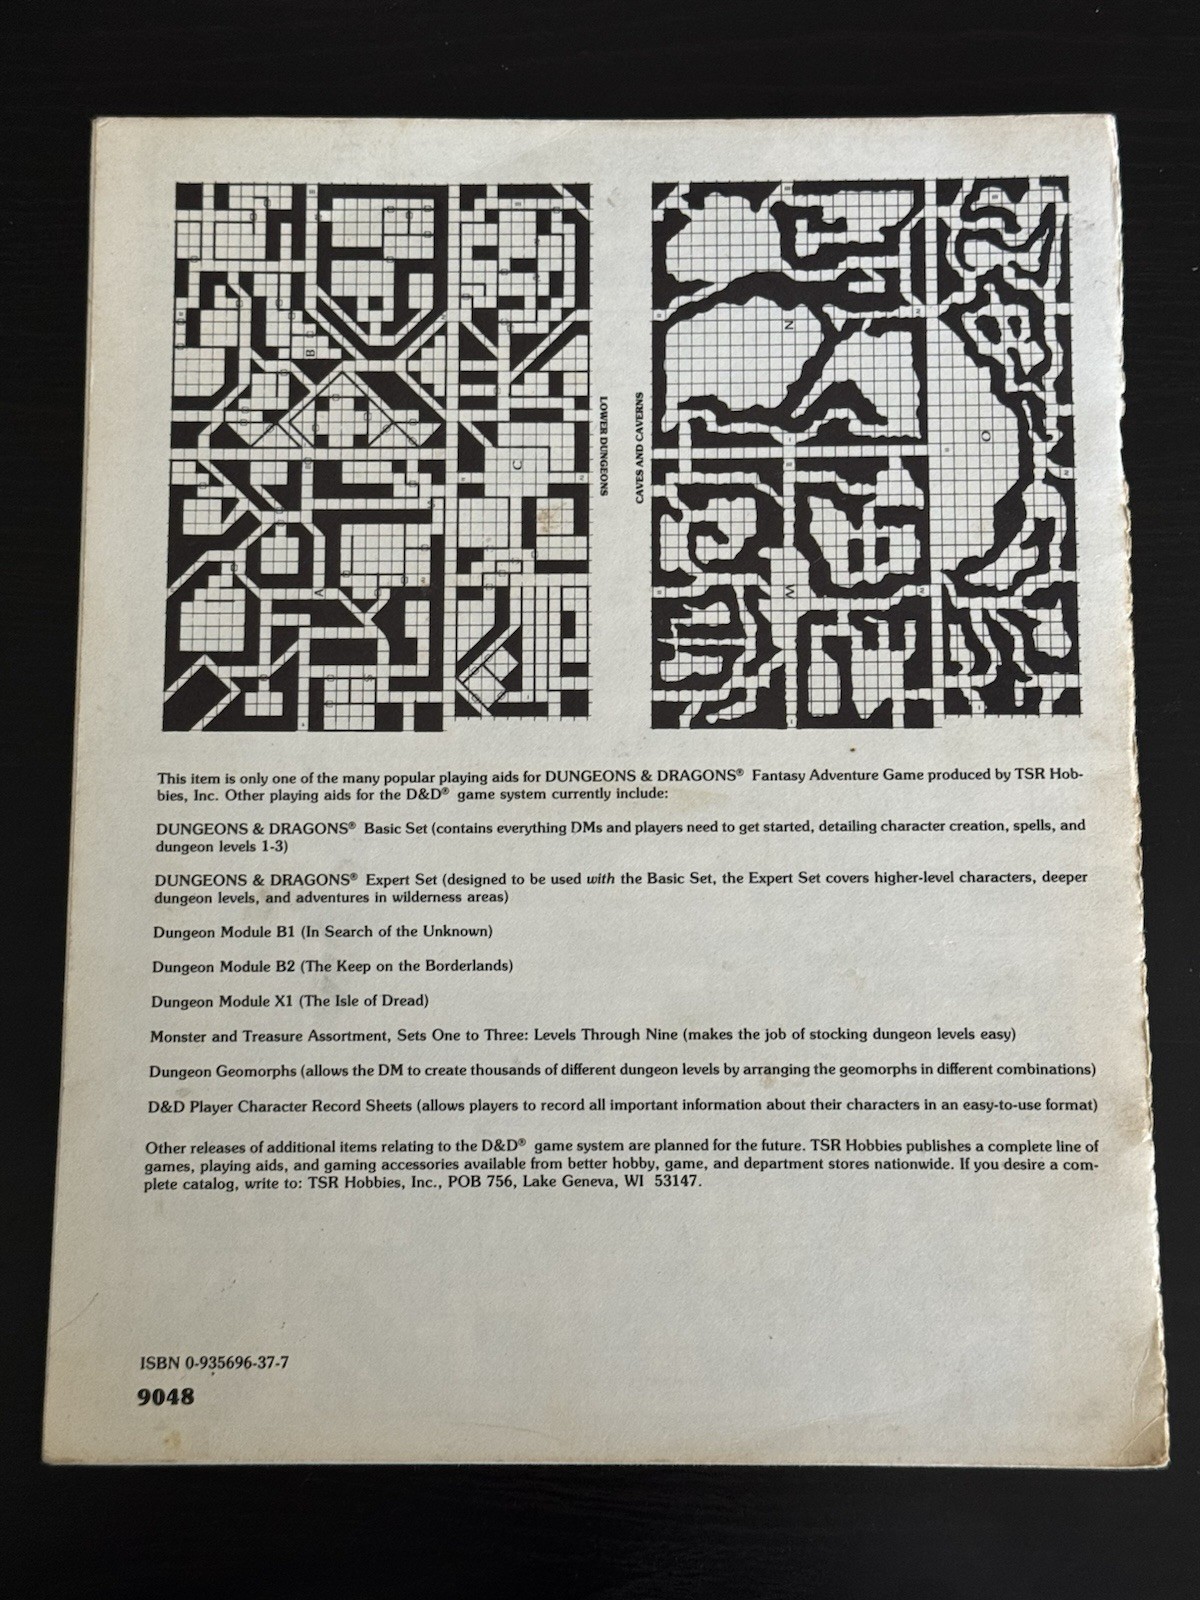 LOWER DUNGEONS
CAVES AND CAVERNS
B
C
A
S
N
O
W
This item is only one of the many popular playing aids for DUNGEONS & DRAGONS® Fantasy Adventure Game produced by TSR Hob-
bies, Inc. Other playing aids for the D&D® game system currently include:
DUNGEONS & DRAGONS® Basic Set (contains everything DMs and players need to get started, detailing character creation, spells, and
dungeon levels 1-3)
DUNGEONS & DRAGONS® Expert Set (designed to be used with the Basic Set, the Expert Set covers higher-level characters, deeper
dungeon levels, and adventures in wilderness areas)
Dungeon Module B1 (In Search of the Unknown)
Dungeon Module B2 (The Keep on the Borderlands)
Dungeon Module X1 (The Isle of Dread)
Monster and Treasure Assortment, Sets One to Three: Levels Through Nine (makes the job of stocking dungeon levels easy)
Dungeon Geomorphs (allows the DM to create thousands of different dungeon levels by arranging the geomorphs in different combinations)
D&D Player Character Record Sheets (allows players to record all important information about their characters in an easy-to-use format)
Other releases of additional items relating to the D&D® game system are planned for the future. TSR Hobbies publishes a complete line of
games, playing aids, and gaming accessories available from better hobby, game, and department stores nationwide. If you desire a com-
plete catalog, write to: TSR Hobbies, Inc., POB 756, Lake Geneva, WI 53147.
ISBN 0-935696-37-7
9048